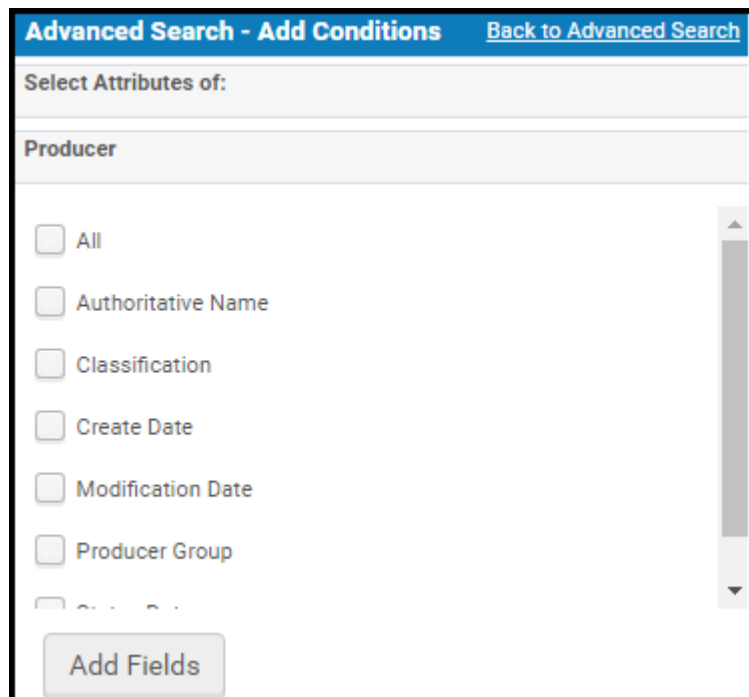 Advanced Search - Add Conditions Back to Advanced Search
Select Attributes of:
Producer
All
Authoritative Name
Classification
Create Date
Modification Date
Producer Group
Add Fields